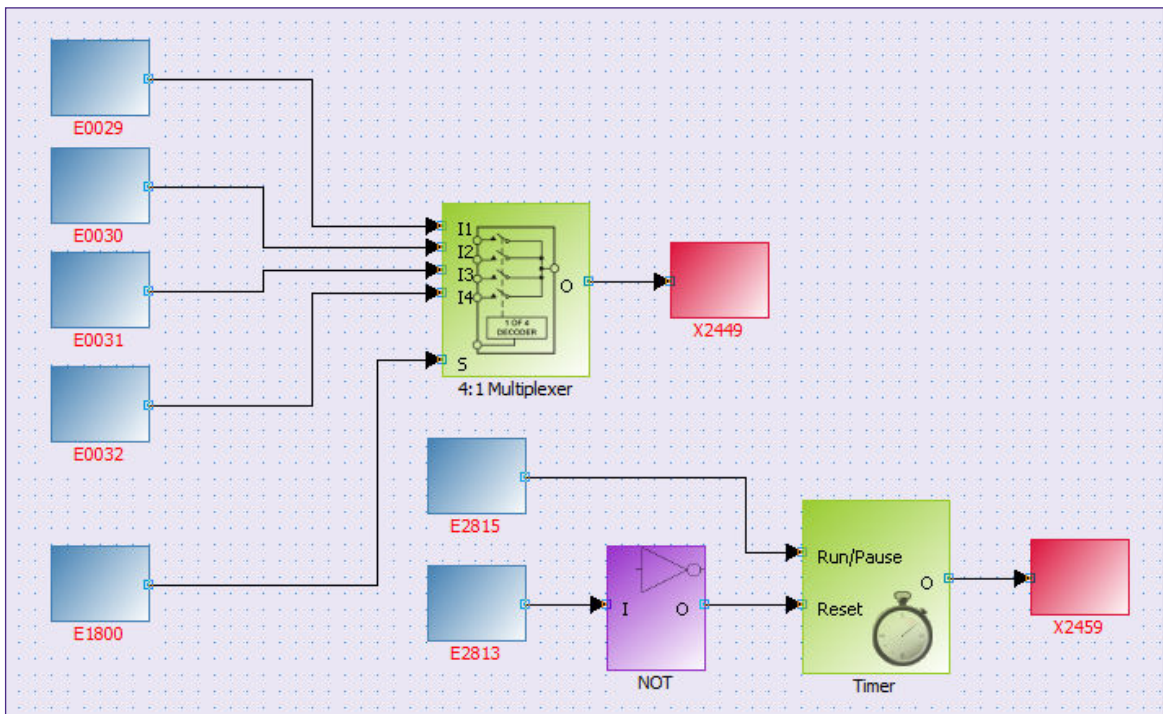 E0029
E0030
E0031
E0032
E1800
I1
I2
I3
I4
S
O
1 OF 4
DECODER
4:1 Multiplexer
X2449
E2815
E2813
I
O
NOT
Run/Pause
Reset
O
Timer
X2459